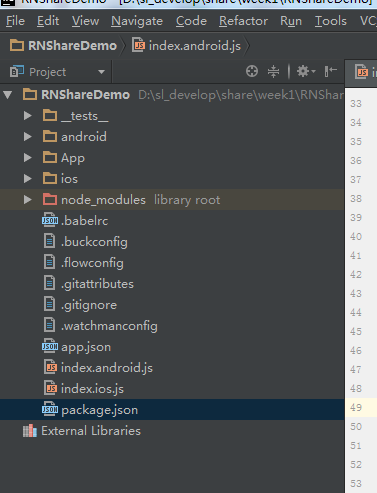 [D:\sl_develop\share\week1\RNShareDemo]
File Edit View Navigate Code Refactor Run Tools VC
RNShareDemo index.android.js
Project
RNShareDemo D:\sl_develop\share\week1\RNShar
__tests__
android
App
ios
node_modules library root
.babelrc
.buckconfig
.flowconfig
.gitattributes
.gitignore
.watchmanconfig
app.json
index.android.js
index.ios.js
package.json
External Libraries
33
34
35
36
37
38
39
40
41
42
43
44
45
46
47
48
49
50
51
52
53